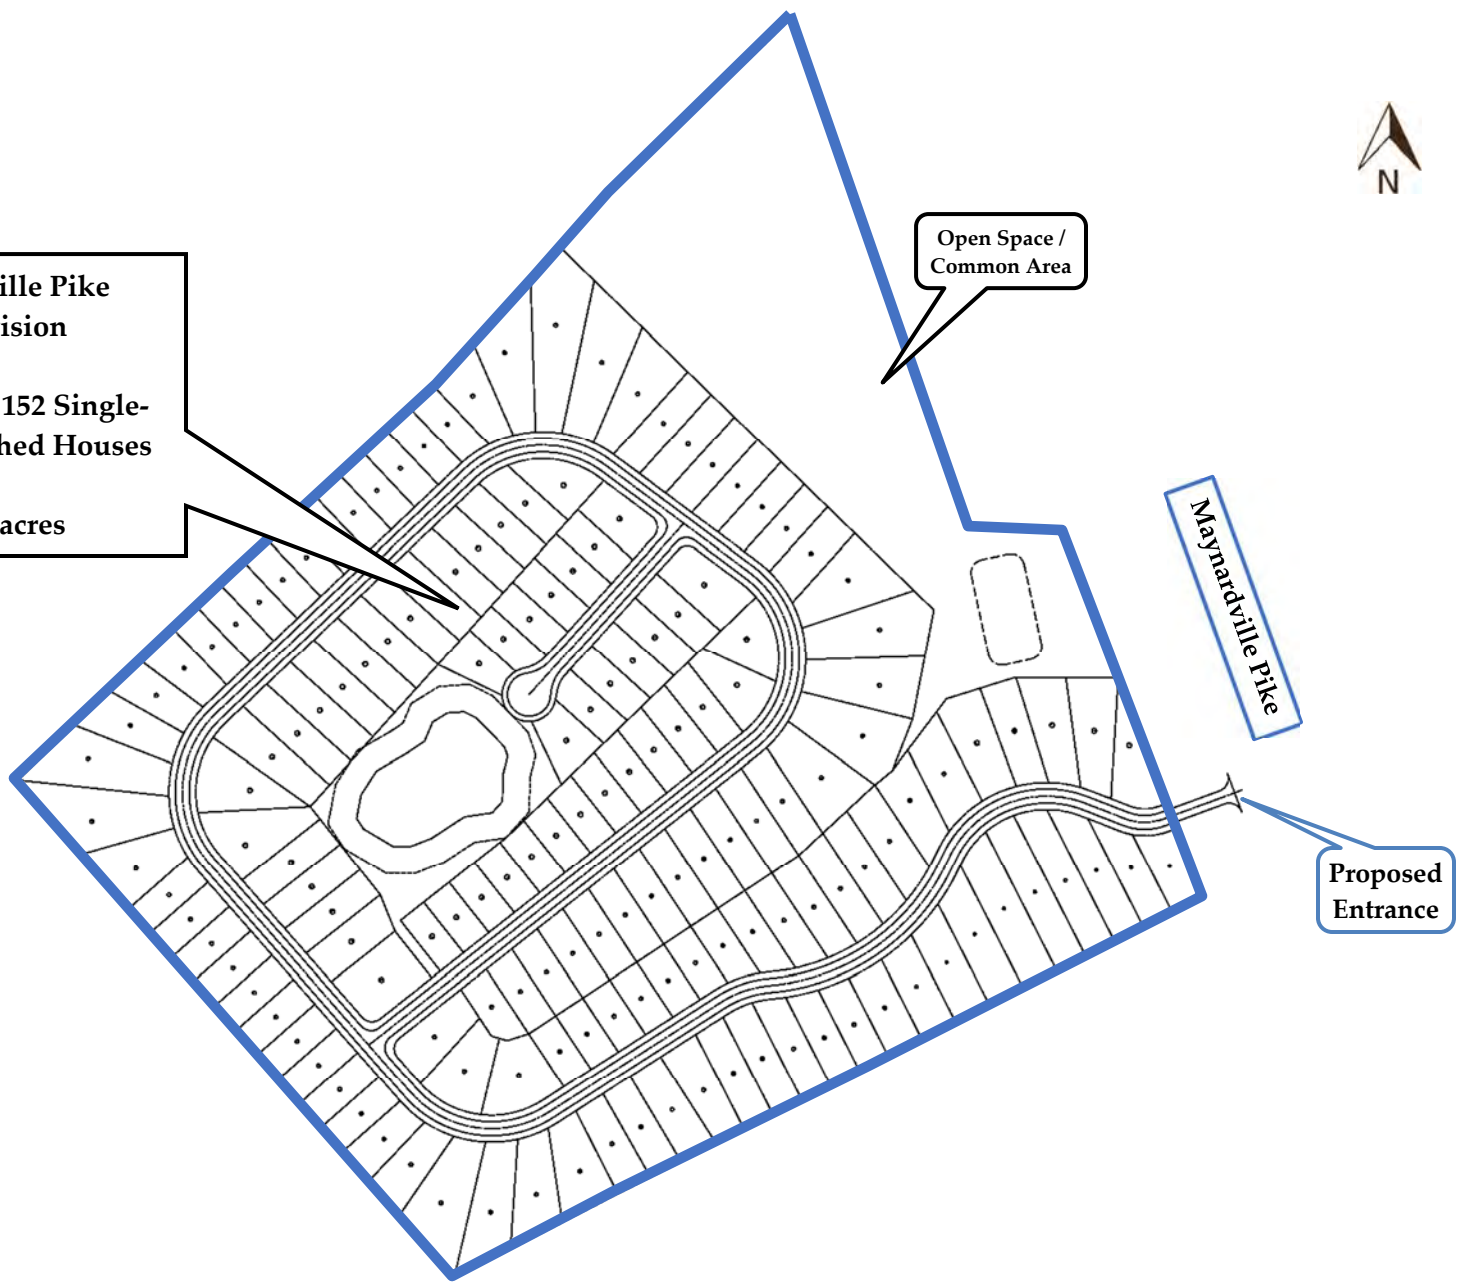 N
Open Space /
Common Area
ille Pike
ision
152 Single-
hed Houses
acres
Maynardville Pike
Proposed
Entrance